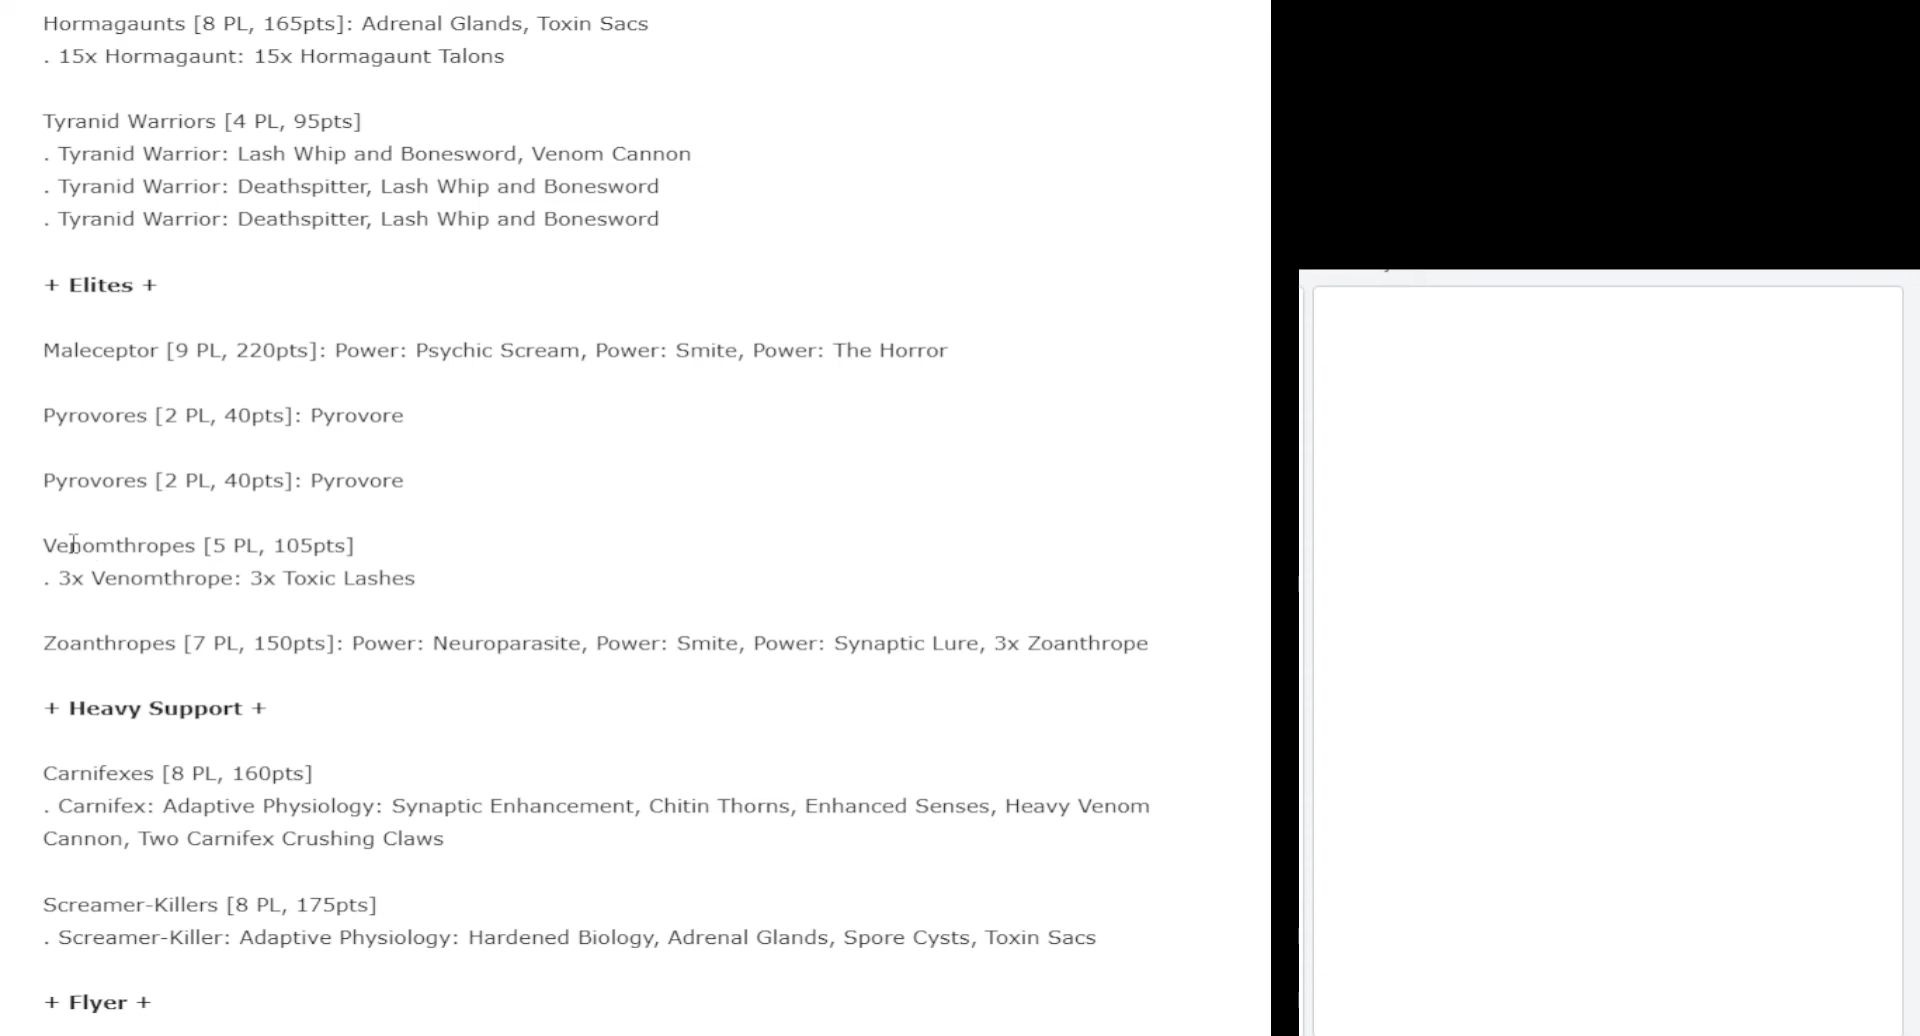 Hormagaunts [8 PL, 165pts]: Adrenal Glands, Toxin Sacs
. 15x Hormagaunt: 15x Hormagaunt Talons
Tyranid Warriors [4 PL, 95pts]
. Tyranid Warrior: Lash Whip and Bonesword, Venom Cannon
. Tyranid Warrior: Deathspitter, Lash Whip and Bonesword
. Tyranid Warrior: Deathspitter, Lash Whip and Bonesword
+ Elites +
Maleceptor [9 PL, 220pts]: Power: Psychic Scream, Power: Smite, Power: The Horror
Pyrovores [2 PL, 40pts]: Pyrovore
Pyrovores [2 PL, 40pts]: Pyrovore
Venomthropes [5 PL, 105pts]
. 3x Venomthrope: 3x Toxic Lashes
Zoanthropes [7 PL, 150pts]: Power: Neuroparasite, Power: Smite, Power: Synaptic Lure, 3x Zoanthrope
+ Heavy Support +
Carnifexes [8 PL, 160pts]
. Carnifex: Adaptive Physiology: Synaptic Enhancement, Chitin Thorns, Enhanced Senses, Heavy Venom
Cannon, Two Carnifex Crushing Claws
Screamer-Killers [8 PL, 175pts]
. Screamer-Killer: Adaptive Physiology: Hardened Biology, Adrenal Glands, Spore Cysts, Toxin Sacs
+ Flyer +